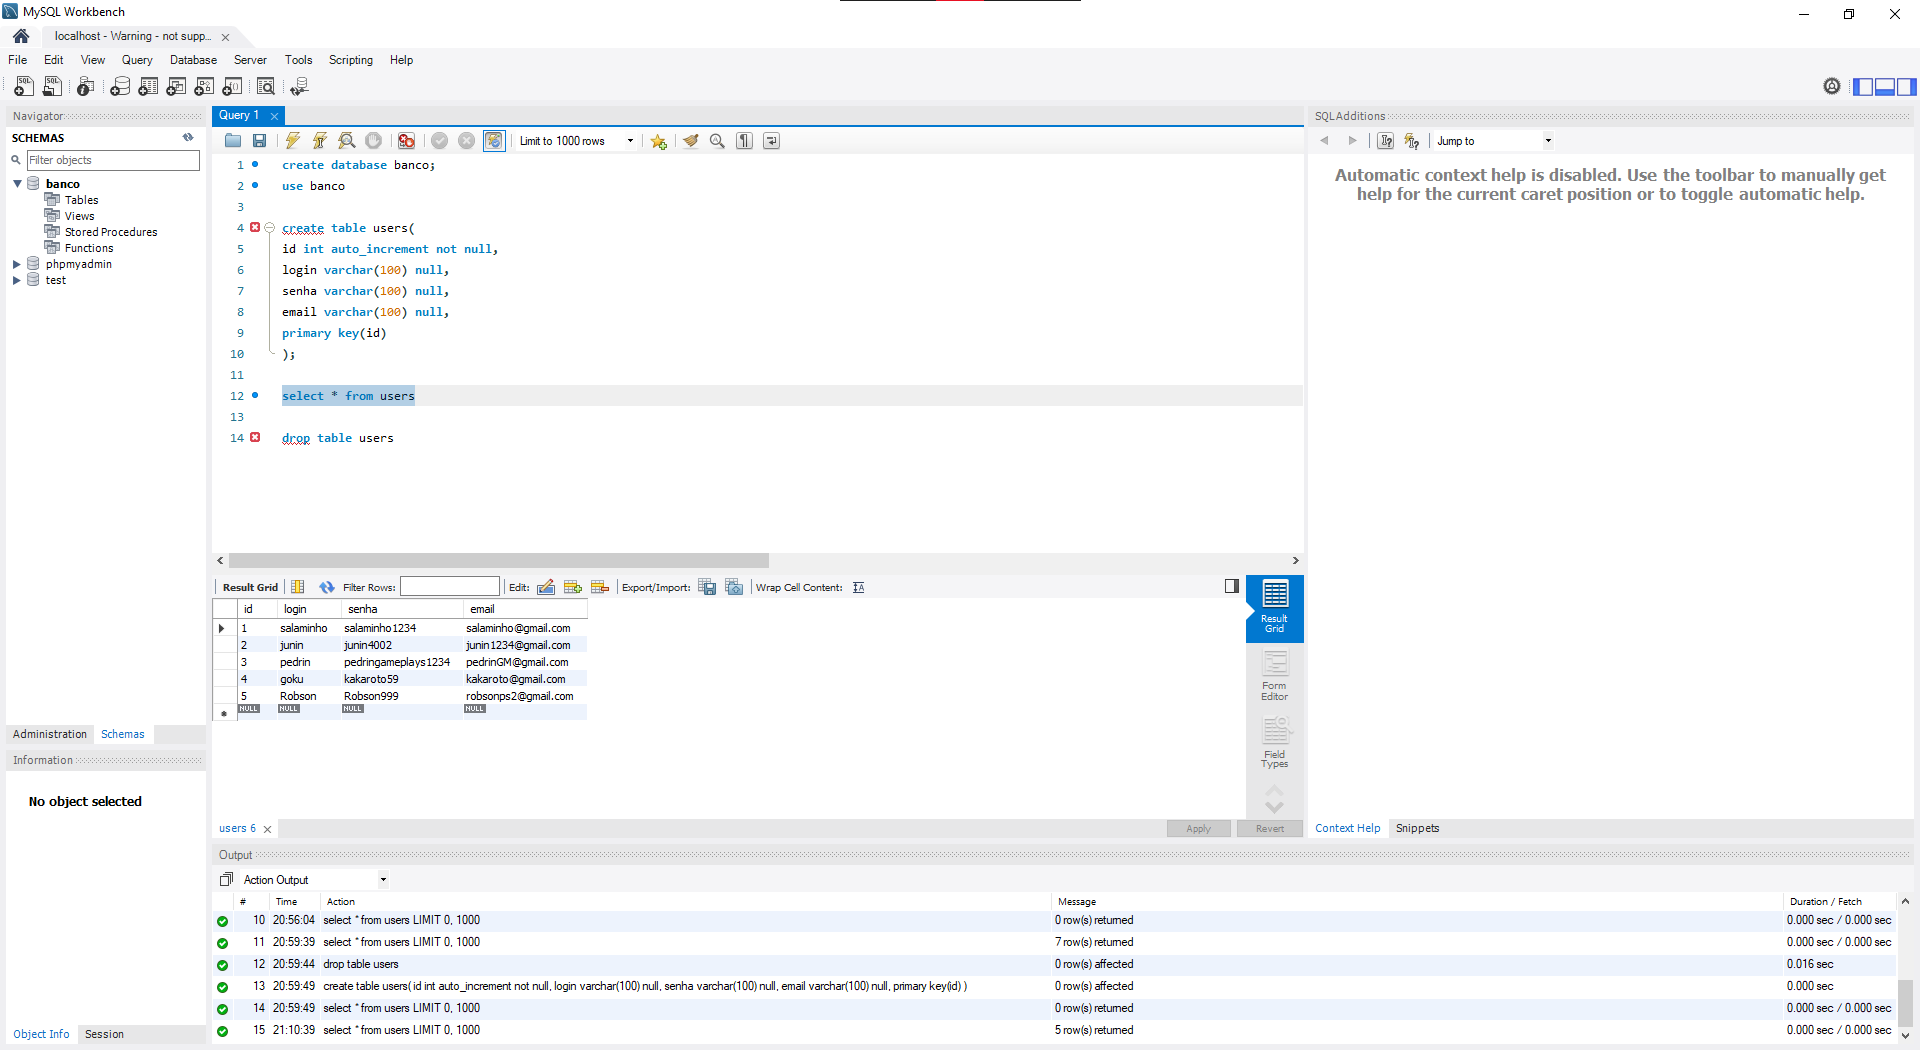 MySQL Workbench
localhost - Warning - not supp...
File Edit View Query Database Server Tools Scripting Help
Navigator
SCHEMAS
Filter objects
banco
Tables
Views
Stored Procedures
Functions
phpmyadmin
test
Administration Schemas
Information
No object selected
Object Info Session
Query 1
Limit to 1000 rows
1 create database banco;
2 use banco
3
4 create table users(
5 id int auto_increment not null,
6 login varchar(100) null,
7 senha varchar(100) null,
8 email varchar(100) null,
9 primary key(id)
10 );
11
12 select * from users
13
14 drop table users
Result Grid Filter Rows: Edit: Export/Import: Wrap Cell Content:
id login senha email
1 salaminho salaminho1234 salaminho@gmail.com
2 junin junin4002 junin1234@gmail.com
3 pedrin pedringameplays1234 pedrinGM@gmail.com
4 goku kakaroto59 kakaroto@gmail.com
5 Robson Robson999 robsonps2@gmail.com
NULL NULL NULL NULL
Result
Grid
Form
Editor
Field
Types
users 6 Apply Revert
SQLAdditions
Jump to
Automatic context help is disabled. Use the toolbar to manually get
help for the current caret position or to toggle automatic help.
Context Help Snippets
Output
Action Output
# Time Action Message Duration / Fetch
10 20:56:04 select * from users LIMIT 0, 1000 0 row(s) returned 0.000 sec / 0.000 sec
11 20:59:39 select * from users LIMIT 0, 1000 7 row(s) returned 0.000 sec / 0.000 sec
12 20:59:44 drop table users 0 row(s) affected 0.016 sec
13 20:59:49 create table users( id int auto_increment not null, login varchar(100) null, senha varchar(100) null, email varchar(100) null, primary key(id) ) 0 row(s) affected 0.000 sec
14 20:59:49 select * from users LIMIT 0, 1000 0 row(s) returned 0.000 sec / 0.000 sec
15 21:10:39 select * from users LIMIT 0, 1000 5 row(s) returned 0.000 sec / 0.000 sec